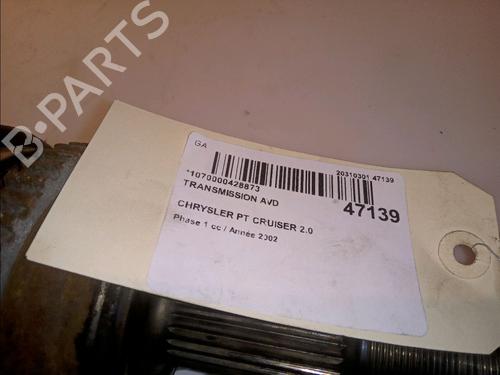 GA
*1070000428873
20310301 47139
TRANSMISSION AVD
47139
CHRYSLER PT CRUISER 2.0
Phase 1 cc / Année 2002
B-PARTS